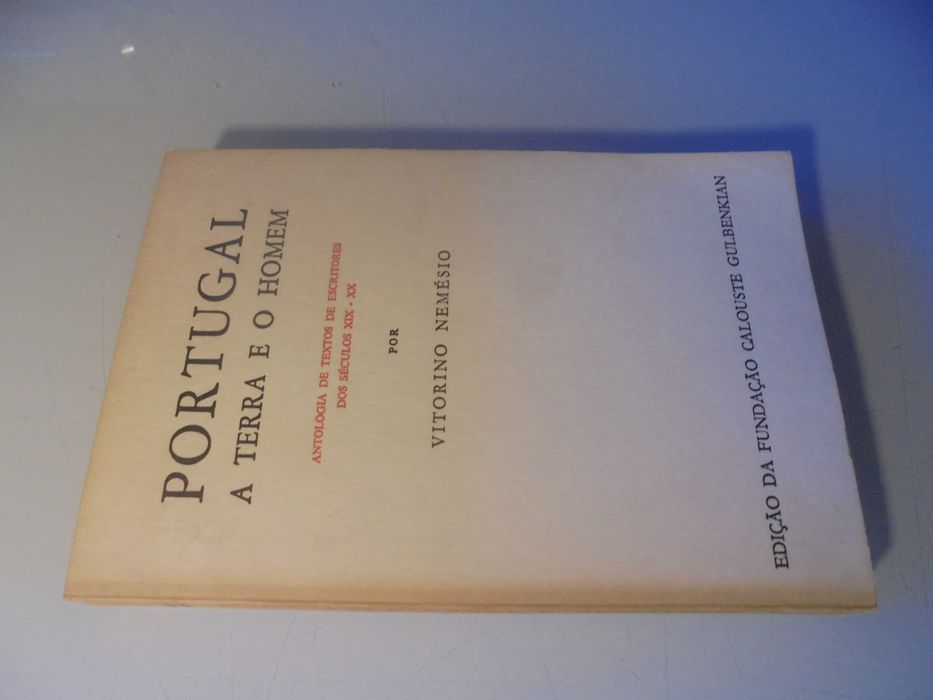 PORTUGAL
A TERRA E O HOMEM
ANTOLOGIA DE TEXTOS DE ESCRITORES
DOS SÉCULOS XIX - XX
POR
VITORINO NEMÉSIO
EDIÇÃO DA FUNDAÇÃO CALOUSTE GULBENKIAN